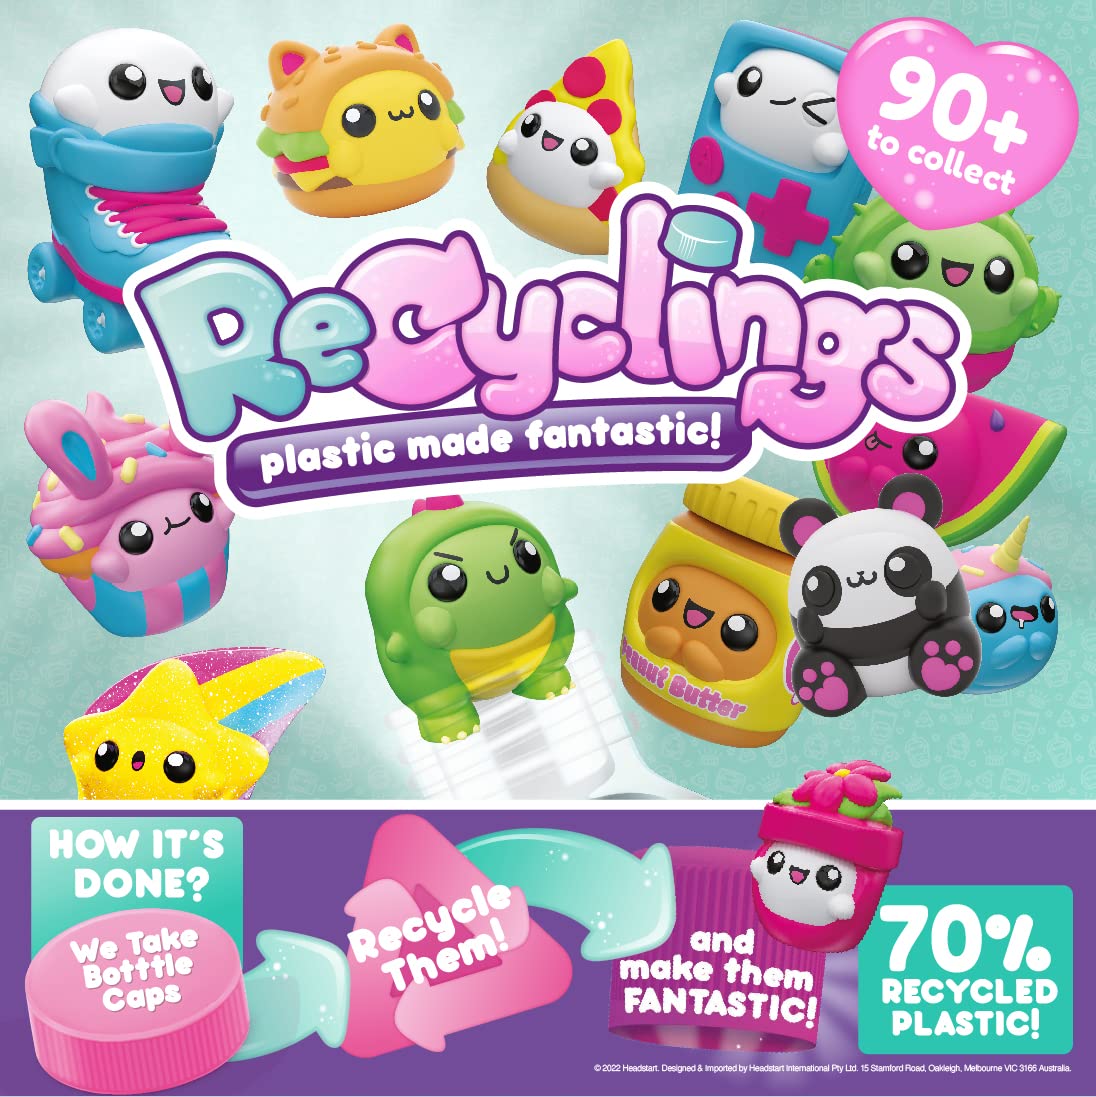 90+
to collect
ReCyclings
plastic made fantastic!
Peanut Butter
HOW IT'S
DONE?
We Take
Botttle
Caps
Recycle
Them!
and
make them
FANTASTIC!
70%
RECYCLED
PLASTIC!
© 2022 Headstart. Designed & Imported by Headstart International Pty Ltd. 15 Stamford Road, Oakleigh, Melbourne VIC 3166 Australia.